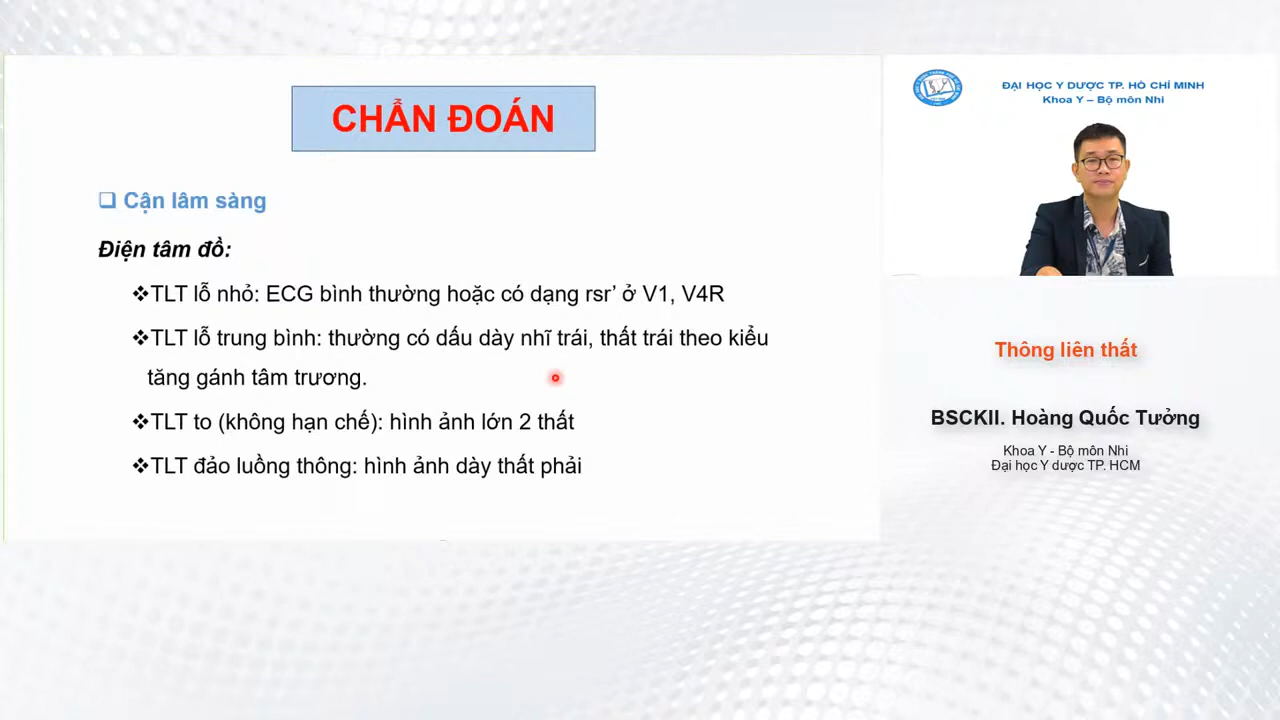 CHẨN ĐOÁN
❑ Cận lâm sàng
Điện tâm đồ:
❖TLT lỗ nhỏ: ECG bình thường hoặc có dạng rsr’ ở V1, V4R
❖TLT lỗ trung bình: thường có dấu dày nhĩ trái, thất trái theo kiểu
tăng gánh tâm trương.
❖TLT to (không hạn chế): hình ảnh lớn 2 thất
❖TLT đảo luồng thông: hình ảnh dày thất phải
ĐẠI HỌC Y DƯỢC TP. HỒ CHÍ MINH
Khoa Y – Bộ môn Nhi
Thông liên thất
BSCKII. Hoàng Quốc Tưởng
Khoa Y - Bộ môn Nhi
Đại học Y dược TP. HCM